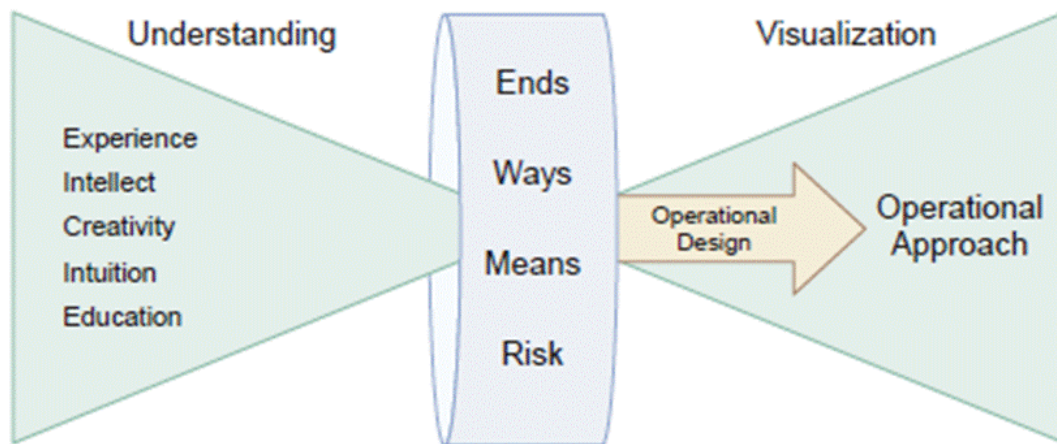 Understanding
Experience
Intellect
Creativity
Intuition
Education
Ends
Ways
Means
Risk
Visualization
Operational
Design
Operational
Approach